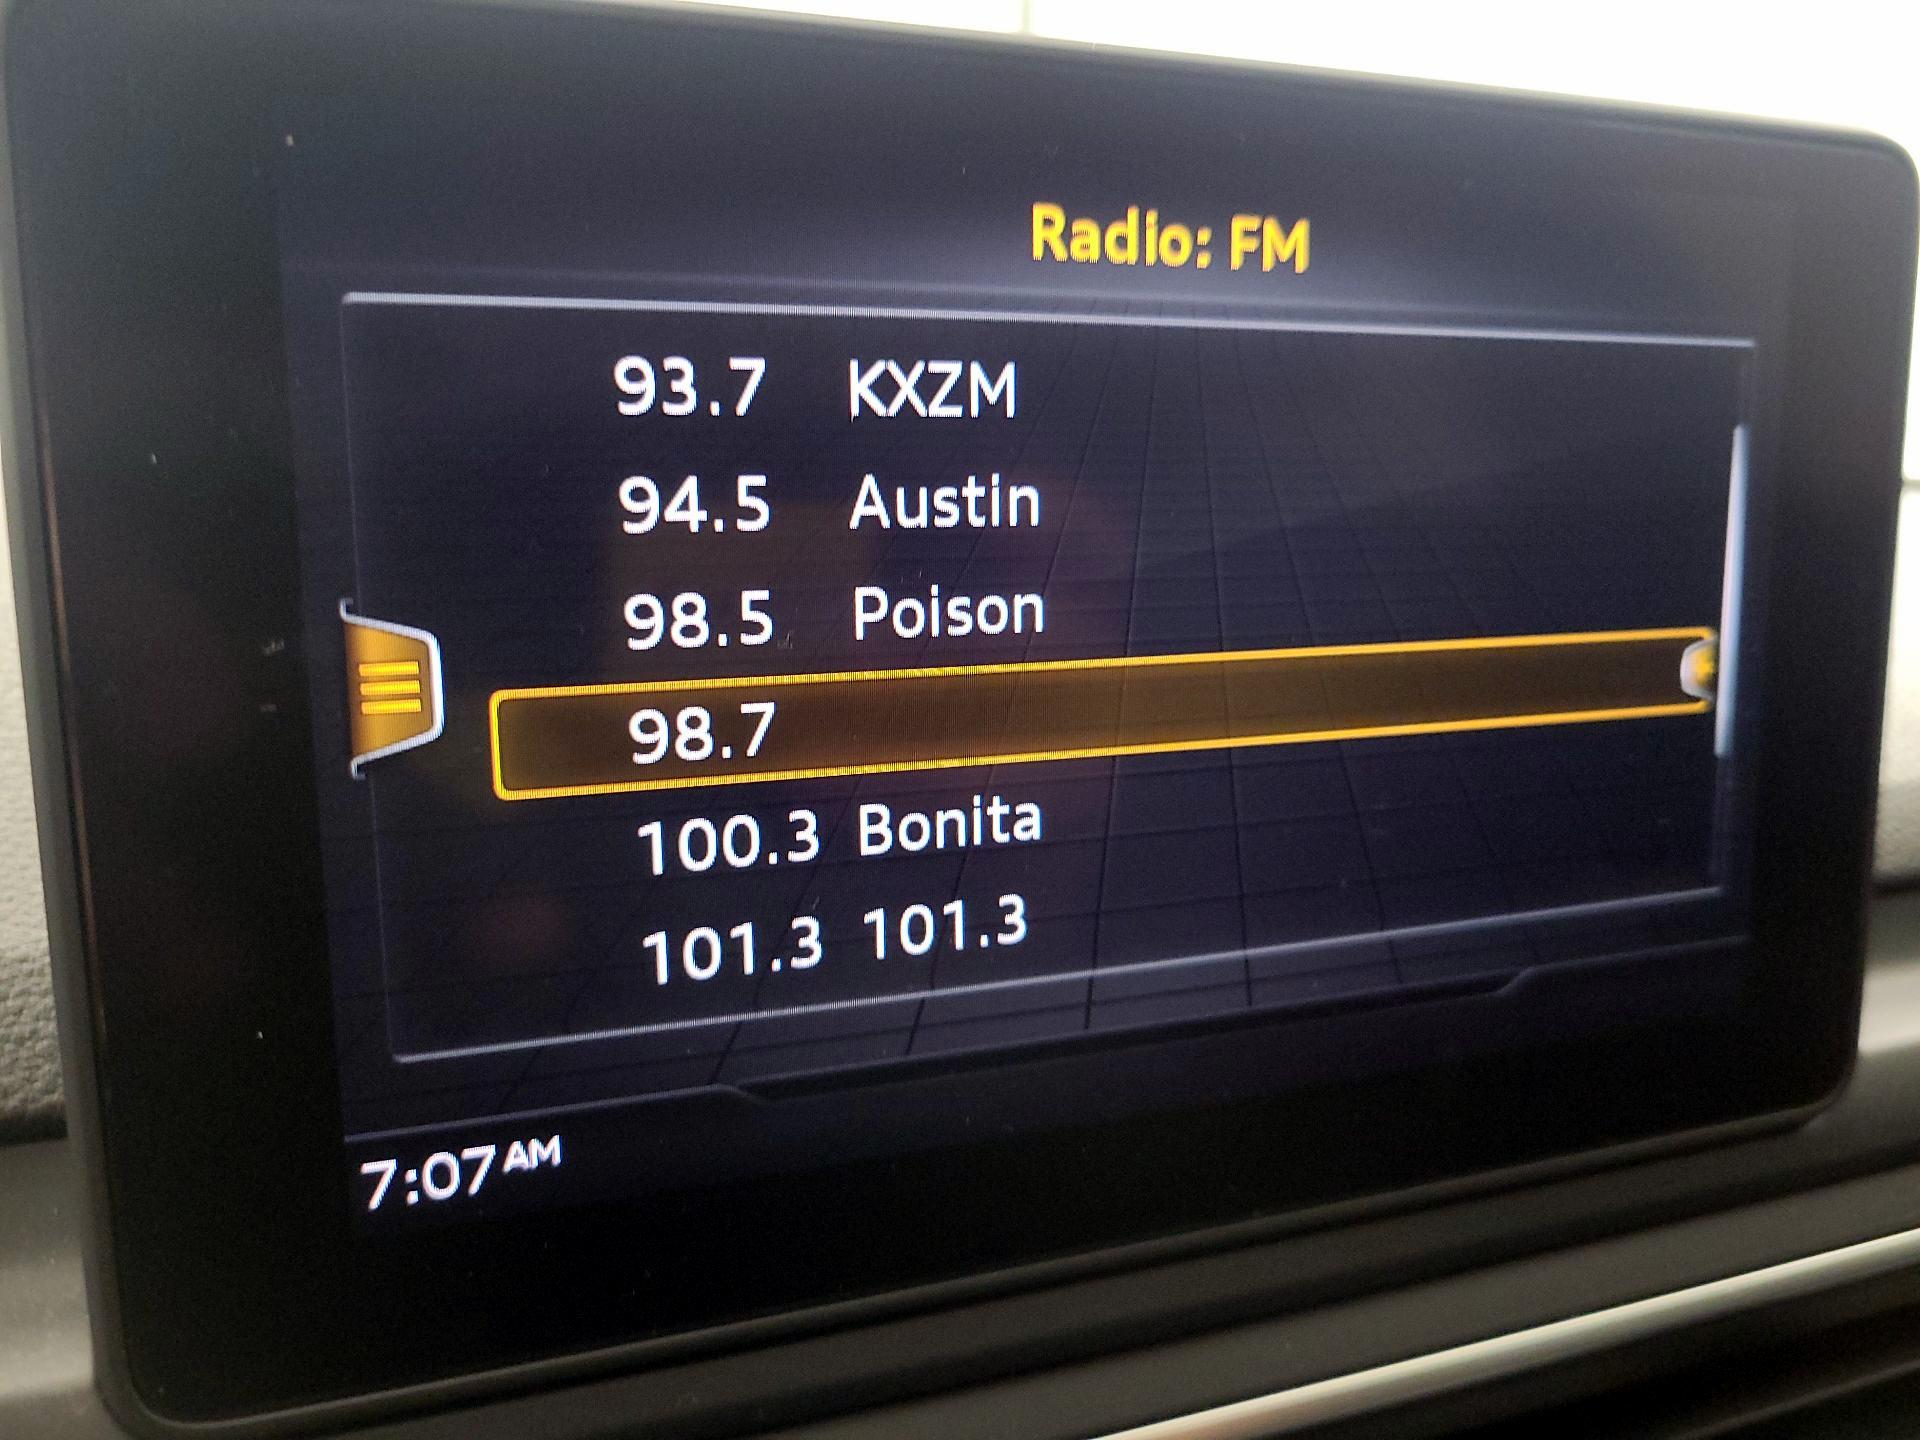 Radio: FM
93.7 KXZM
94.5 Austin
98.5 Poison
98.7
100.3 Bonita
101.3 101.3
7:07 AM